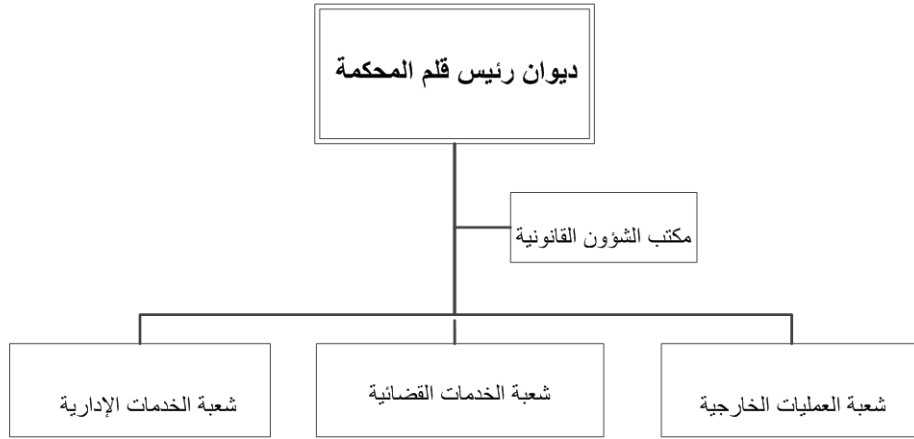 ديوان رئيس قلم المحكمة
مكتب الشؤون القانونية
شعبة العمليات الخارجية
شعبة الخدمات القضائية
شعبة الخدمات الإدارية